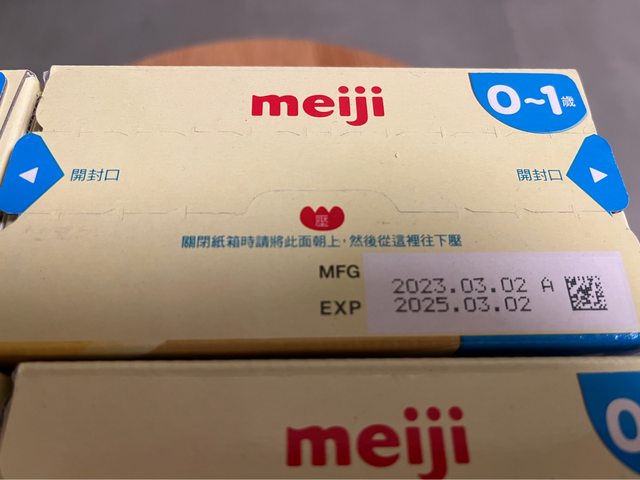 meiji
0~1歲
開封口
開封口
壓
關閉紙箱時請將此面朝上，然後從這裡往下壓
MFG 2023.03.02 A
EXP 2025.03.02
meiji
0